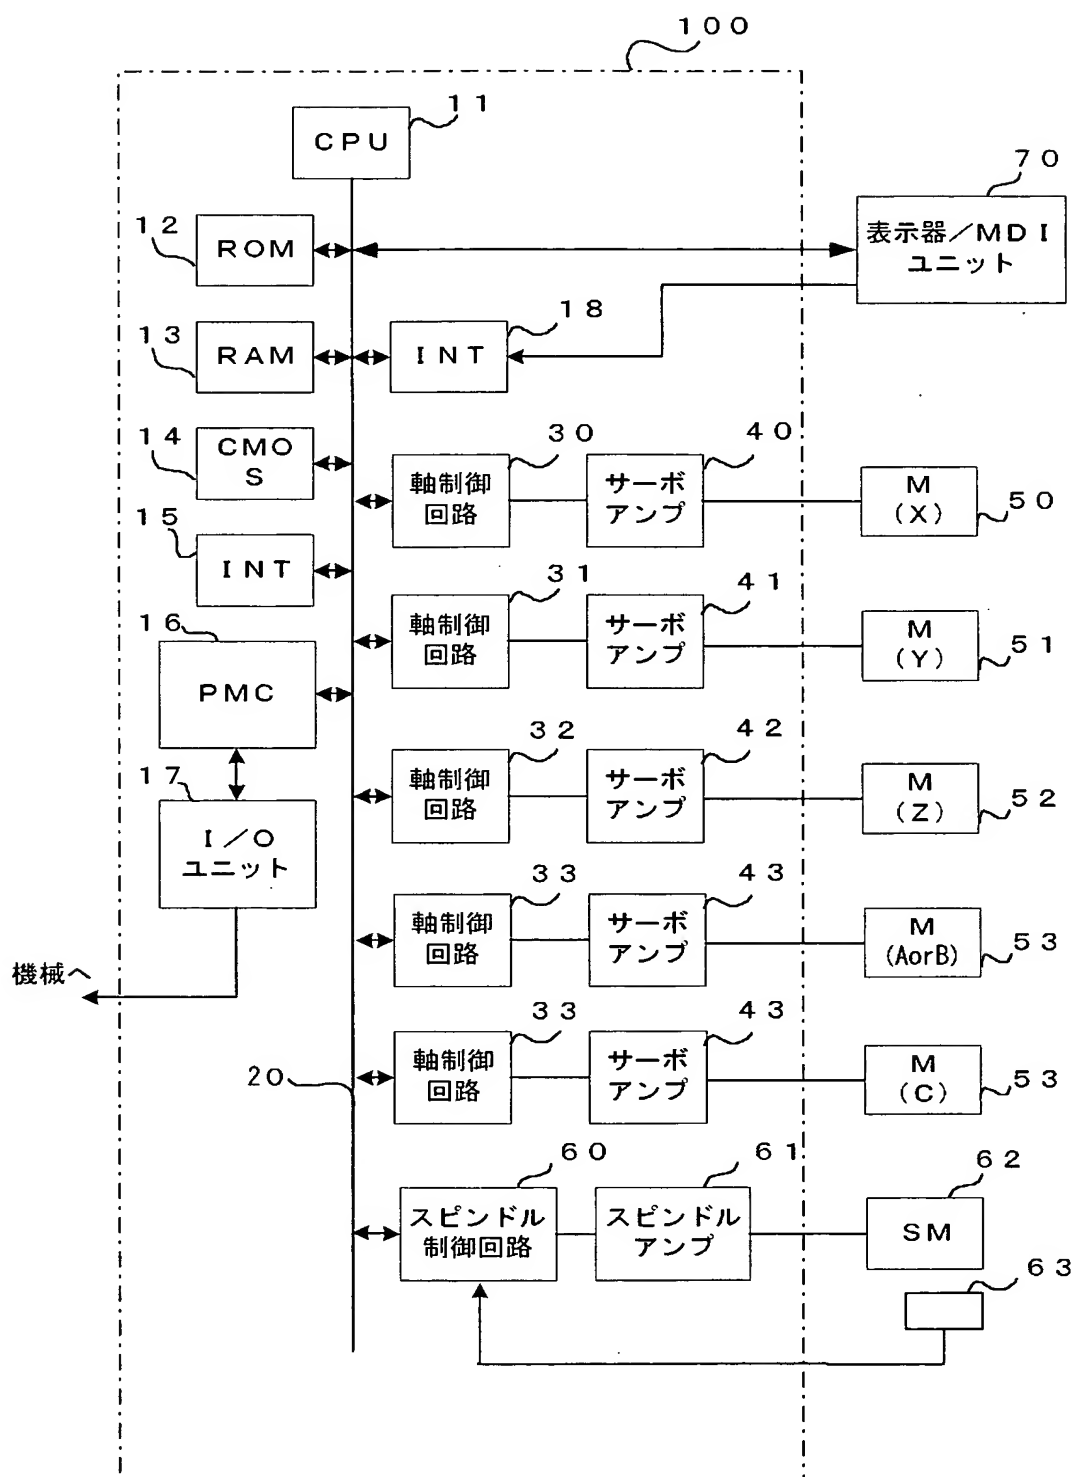 100
11
CPU
70
12
ROM
表示器/MDI
ユニット
18
13
RAM
INT
30
40
14
CMO
S
軸制御
回路
サーボ
アンプ
M
(X)
50
15
INT
31
41
16
軸制御
回路
サーボ
アンプ
M
(Y)
51
PMC
32
42
17
軸制御
回路
サーボ
アンプ
M
(Z)
52
I/O
ユニット
33
43
軸制御
回路
サーボ
アンプ
M
(AorB)
53
機械へ
33
43
20
軸制御
回路
サーボ
アンプ
M
(C)
53
60
61
62
スピンドル
制御回路
スピンドル
アンプ
SM
63